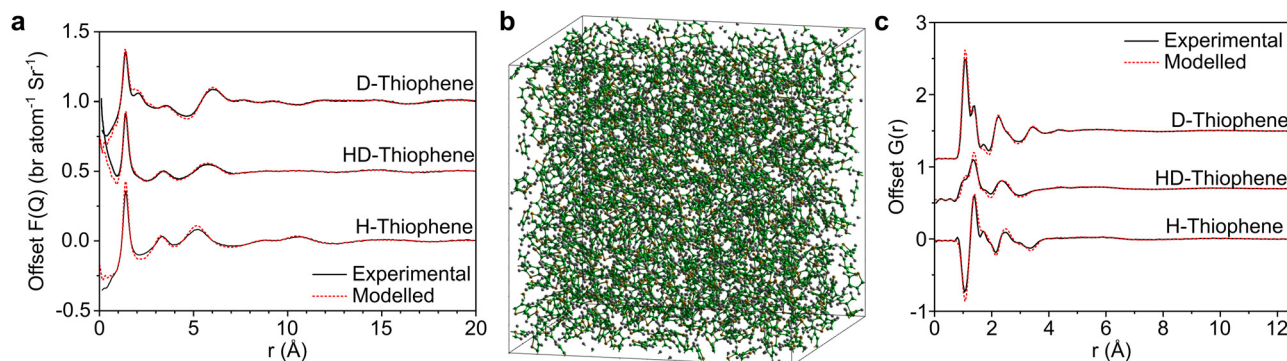 a
Offset F(Q) (br atom⁻¹ Sr⁻¹)
1.5
1.0
0.5
0.0
-0.5
D-Thiophene
HD-Thiophene
H-Thiophene
Experimental
Modelled
0 5 10 15 20
r (Å)
b
c
Offset G(r)
3
2
1
0
-1
Experimental
Modelled
D-Thiophene
HD-Thiophene
H-Thiophene
0 2 4 6 8 10 12
r (Å)